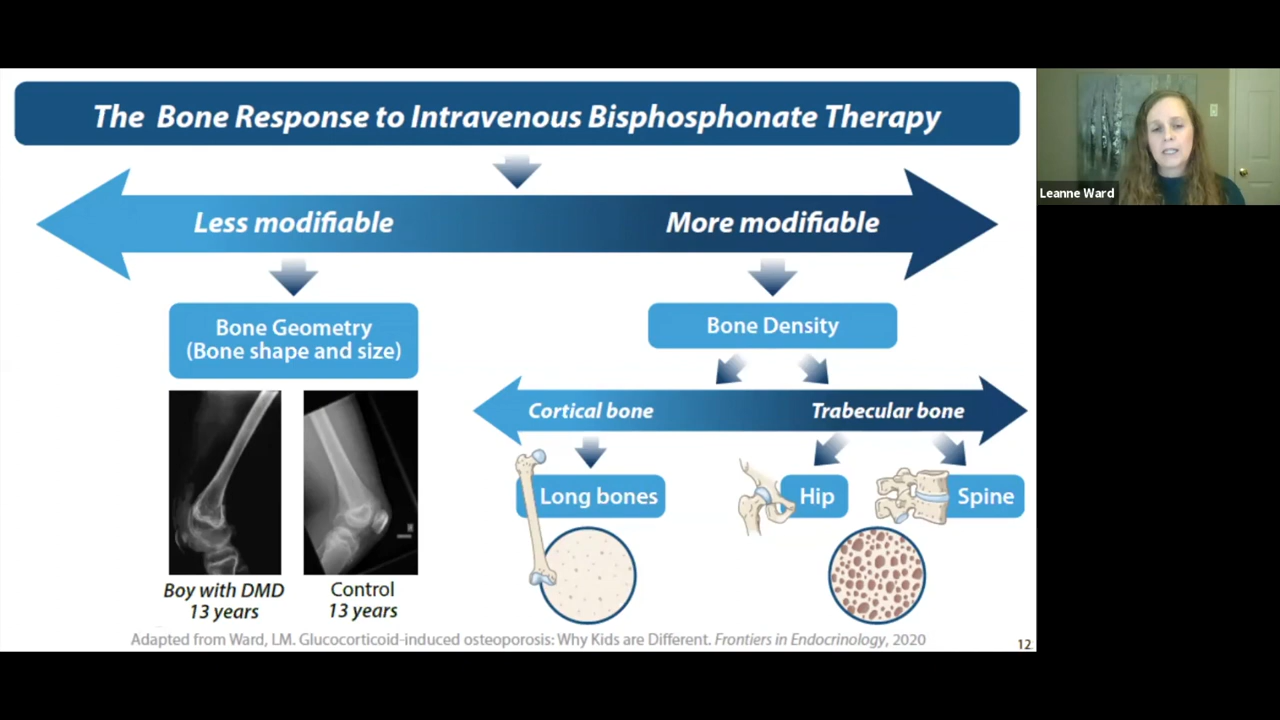 The Bone Response to Intravenous Bisphosphonate Therapy
Less modifiable
More modifiable
Bone Geometry
(Bone shape and size)
Bone Density
Cortical bone
Trabecular bone
Long bones
Hip
Spine
Boy with DMD
13 years
Control
13 years
Adapted from Ward, LM. Glucocorticoid-induced osteoporosis: Why Kids are Different. Frontiers in Endocrinology, 2020
12
Leanne Ward